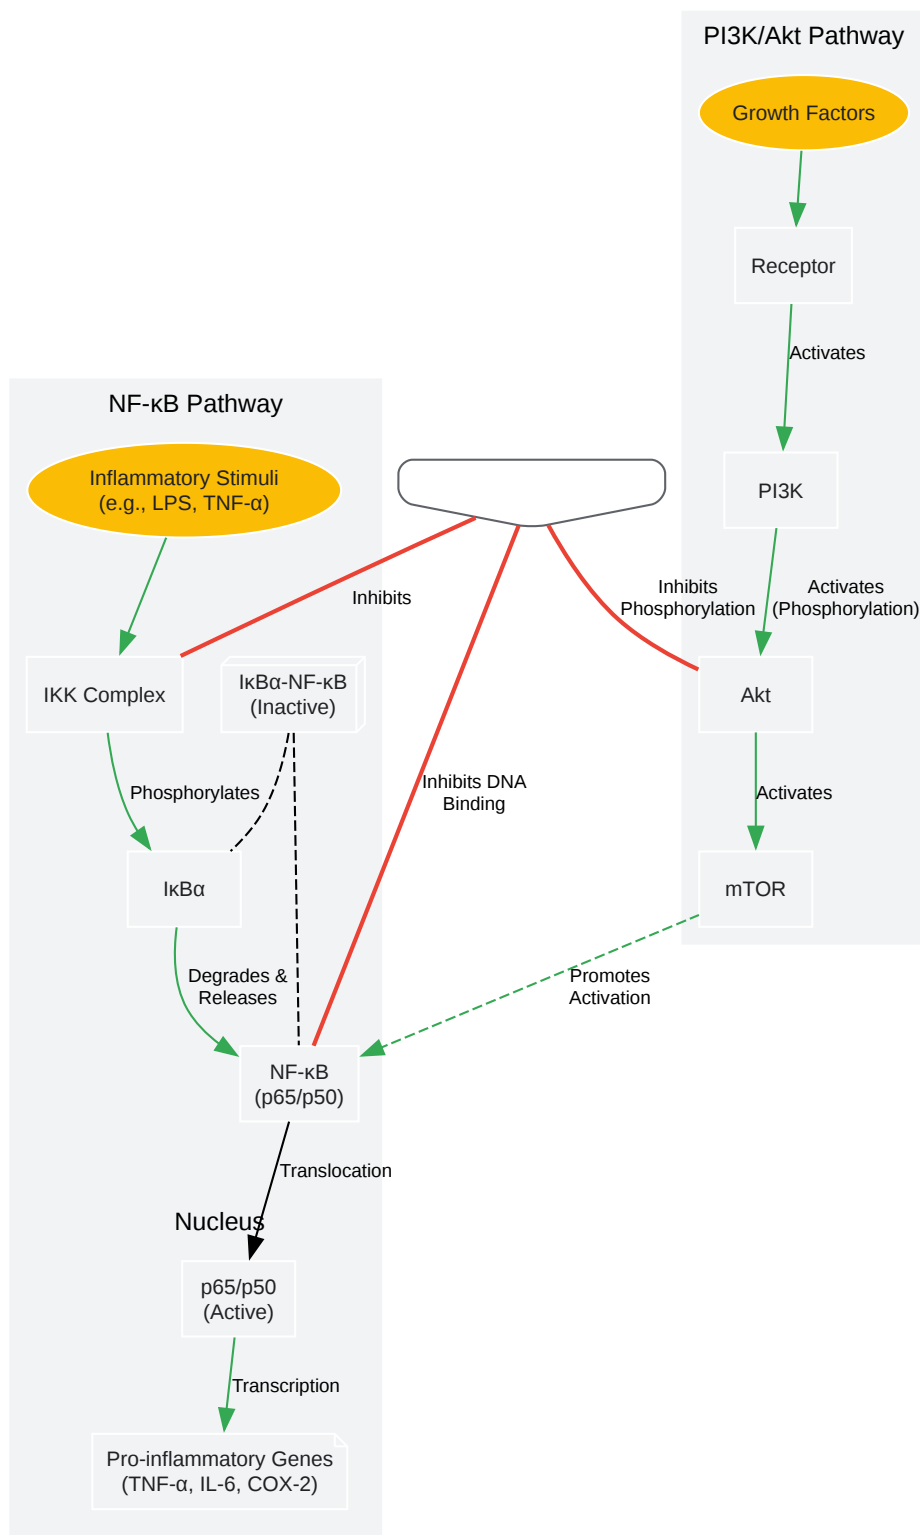 PI3K/Akt Pathway
Growth Factors
Receptor
Activates
PI3K
Activates
(Phosphorylation)
Inhibits
Phosphorylation
Akt
Activates
mTOR
Promotes
Activation
NF-κB Pathway
Inflammatory Stimuli
(e.g., LPS, TNF-α)
Inhibits
IKK Complex
IκBα-NF-κB
(Inactive)
Phosphorylates
Inhibits DNA
Binding
IκBα
Degrades &
Releases
NF-κB
(p65/p50)
Translocation
Nucleus
p65/p50
(Active)
Transcription
Pro-inflammatory Genes
(TNF-α, IL-6, COX-2)